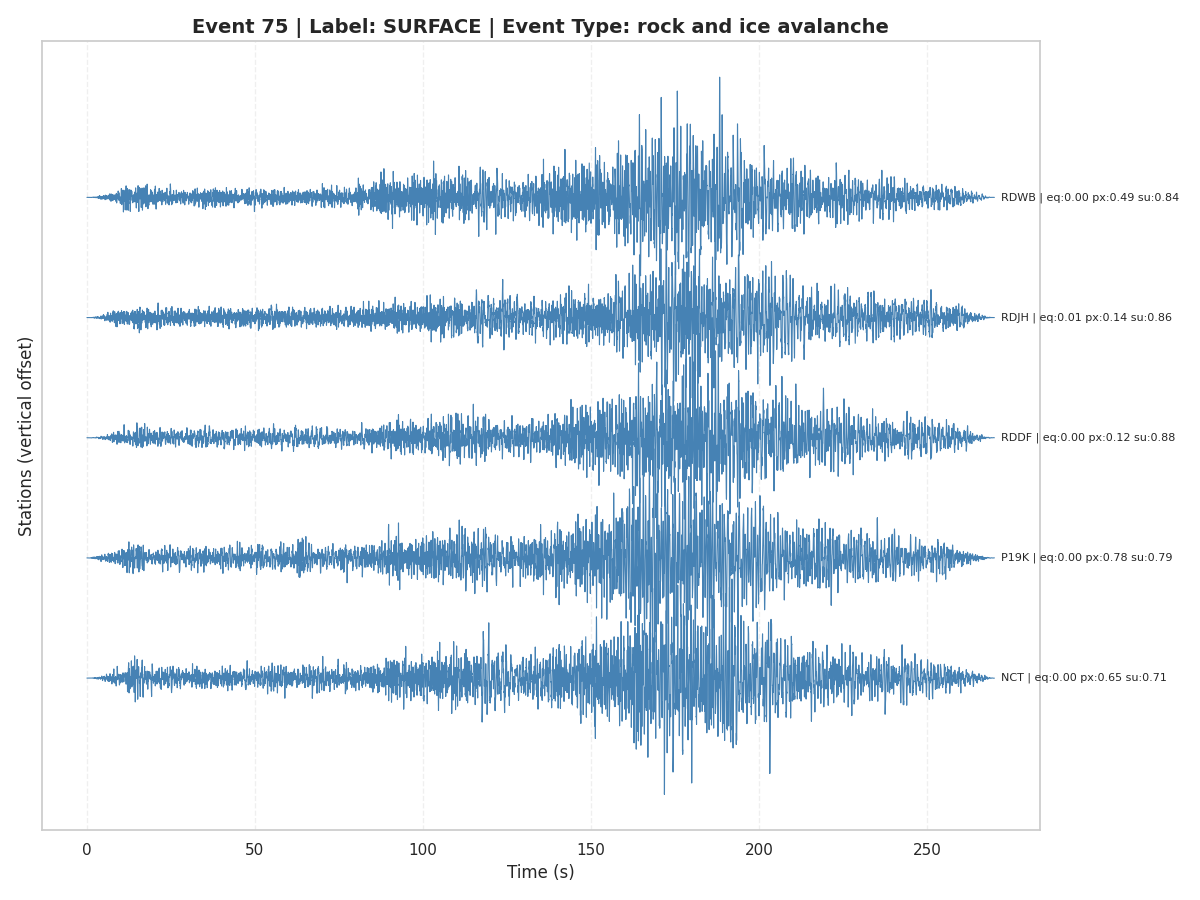 Event 75 | Label: SURFACE | Event Type: rock and ice avalanche
Stations (vertical offset)
RDWB | eq:0.00 px:0.49 su:0.84
RDJH | eq:0.01 px:0.14 su:0.86
RDDF | eq:0.00 px:0.12 su:0.88
P19K | eq:0.00 px:0.78 su:0.79
NCT | eq:0.00 px:0.65 su:0.71
0 50 100 150 200 250
Time (s)